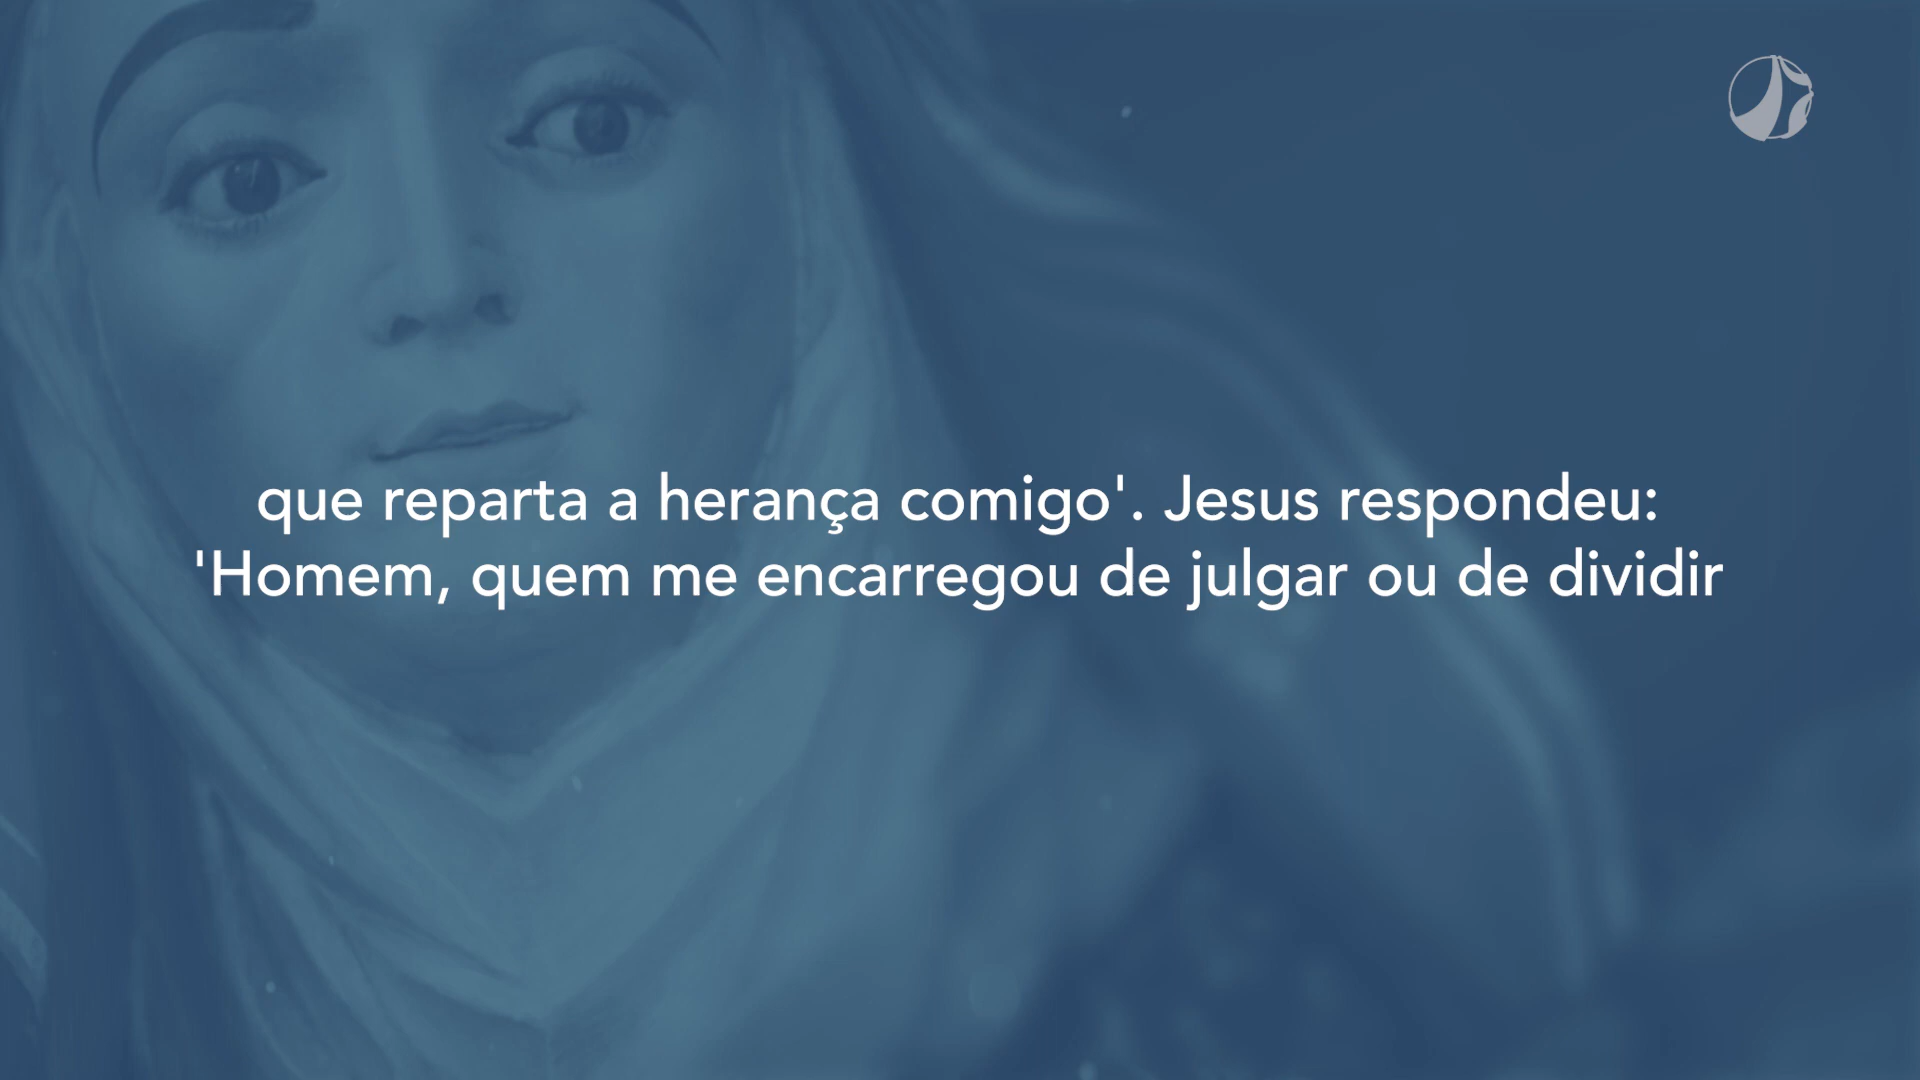 que reparta a herança comigo'. Jesus respondeu:
'Homem, quem me encarregou de julgar ou de dividir